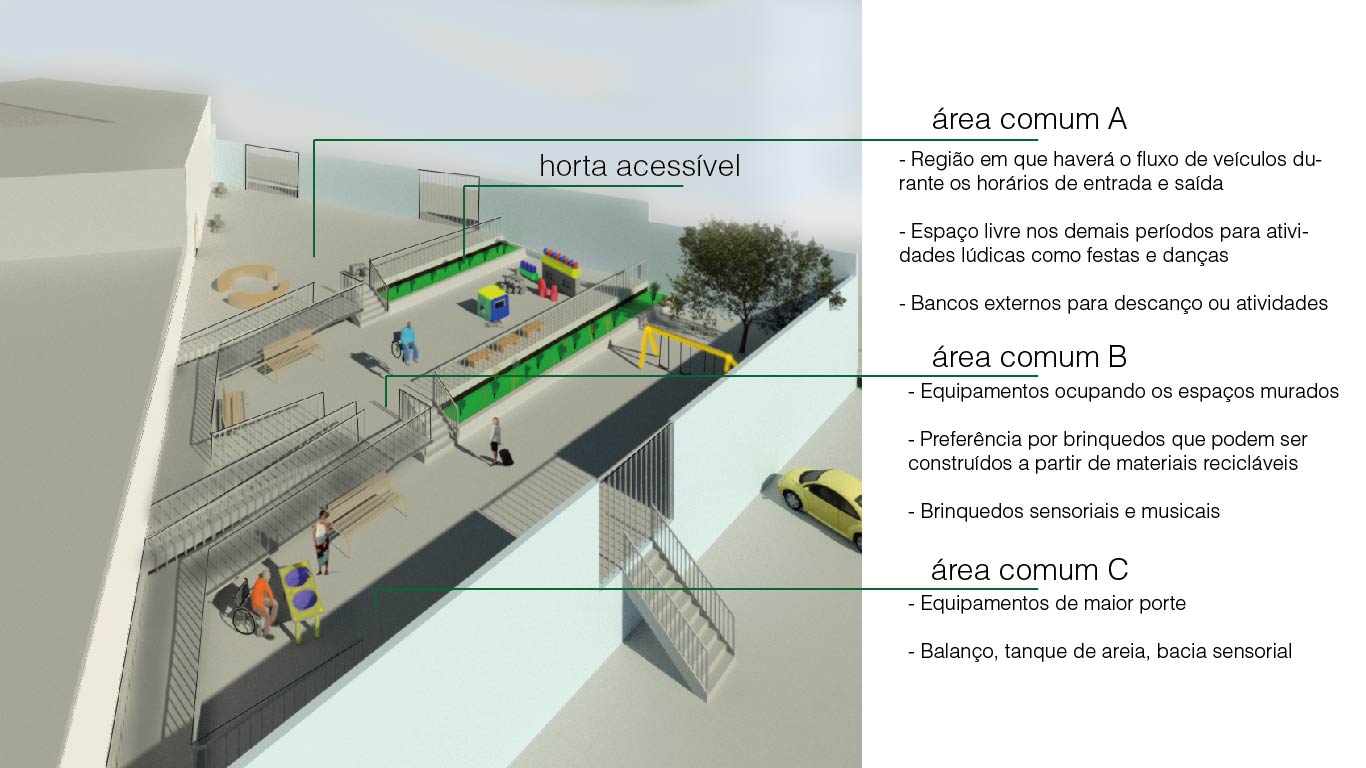 área comum A
horta acessível
- Região em que haverá o fluxo de veículos du-
rante os horários de entrada e saída
- Espaço livre nos demais períodos para ativi-
dades lúdicas como festas e danças
- Bancos externos para descanço ou atividades
área comum B
- Equipamentos ocupando os espaços murados
- Preferência por brinquedos que podem ser
construídos a partir de materiais recicláveis
- Brinquedos sensoriais e musicais
área comum C
- Equipamentos de maior porte
- Balanço, tanque de areia, bacia sensorial